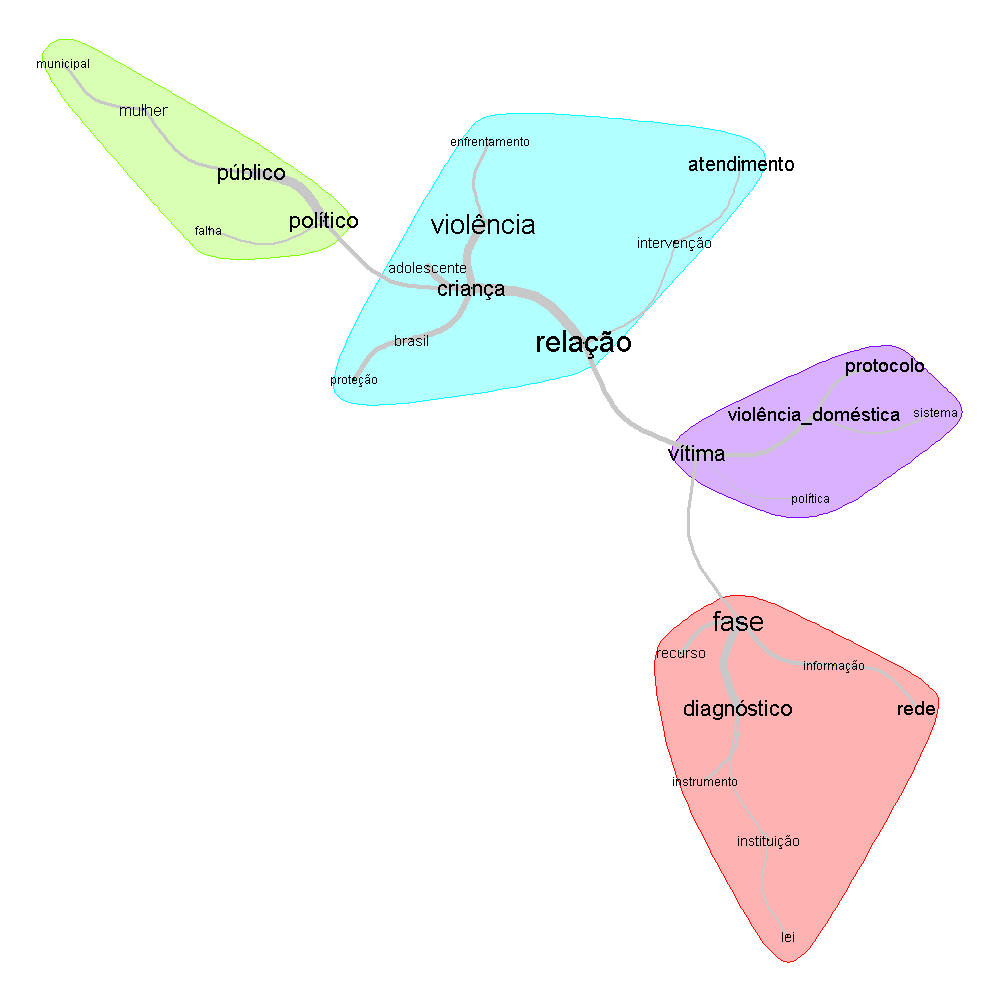 municipal
mulher
público
político
falha
enfrentamento
atendimento
violência
intervenção
adolescente
criança
brasil
relação
proteção
protocolo
violência_doméstica
sistema
vítima
política
fase
recurso
informação
diagnóstico
rede
instrumento
instituição
lei